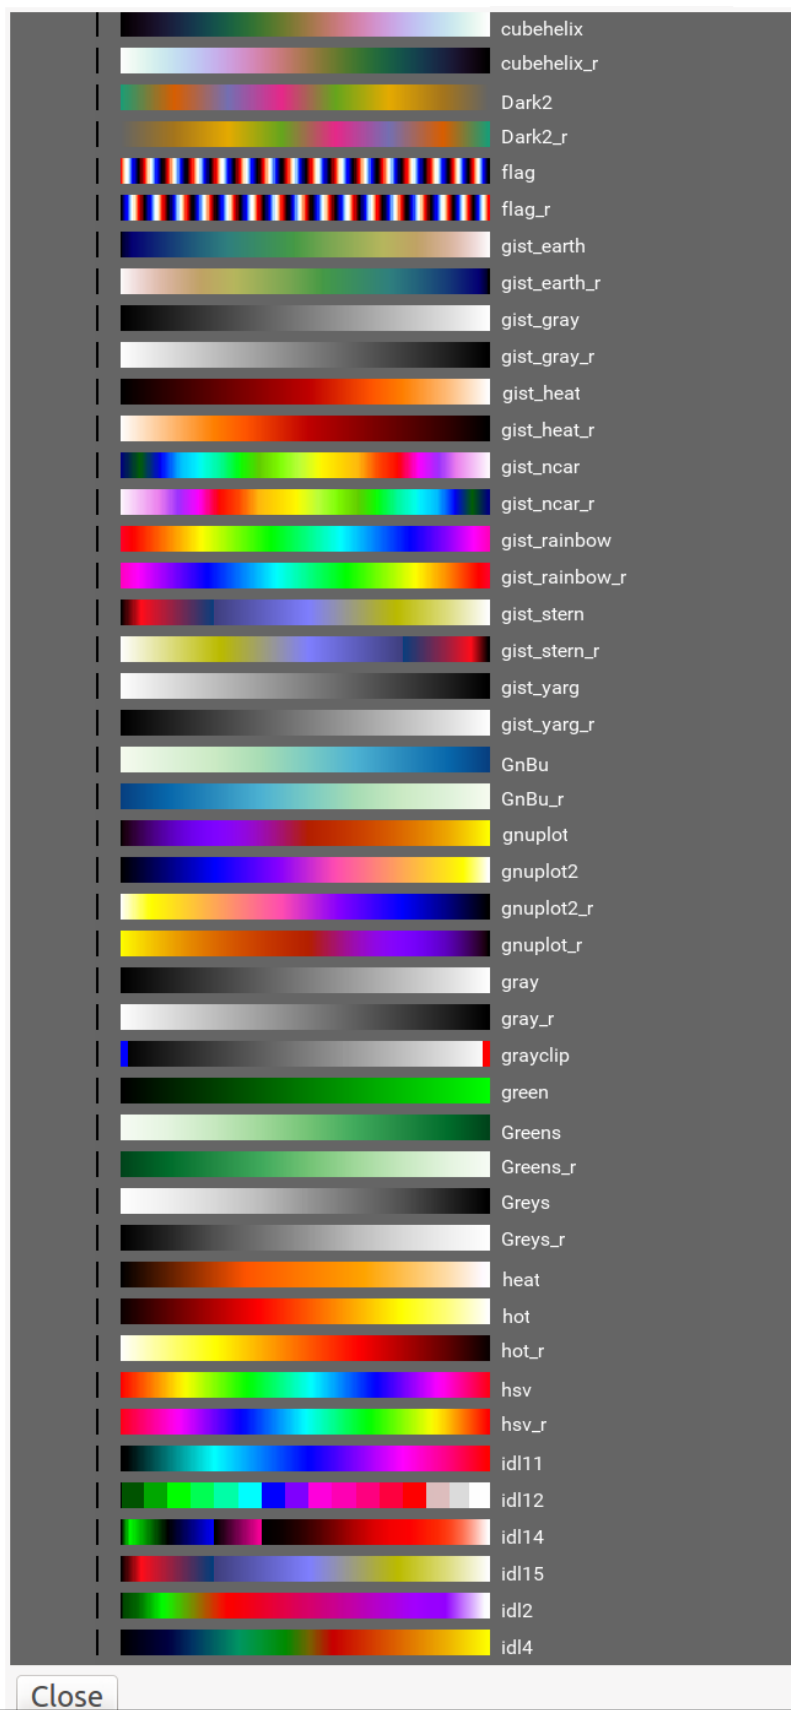 cubehelix
cubehelix_r
Dark2
Dark2_r
flag
flag_r
gist_earth
gist_earth_r
gist_gray
gist_gray_r
gist_heat
gist_heat_r
gist_ncar
gist_ncar_r
gist_rainbow
gist_rainbow_r
gist_stern
gist_stern_r
gist_yarg
gist_yarg_r
GnBu
GnBu_r
gnuplot
gnuplot2
gnuplot2_r
gnuplot_r
gray
gray_r
grayclip
green
Greens
Greens_r
Greys
Greys_r
heat
hot
hot_r
hsv
hsv_r
idl11
idl12
idl14
idl15
idl2
idl4
Close